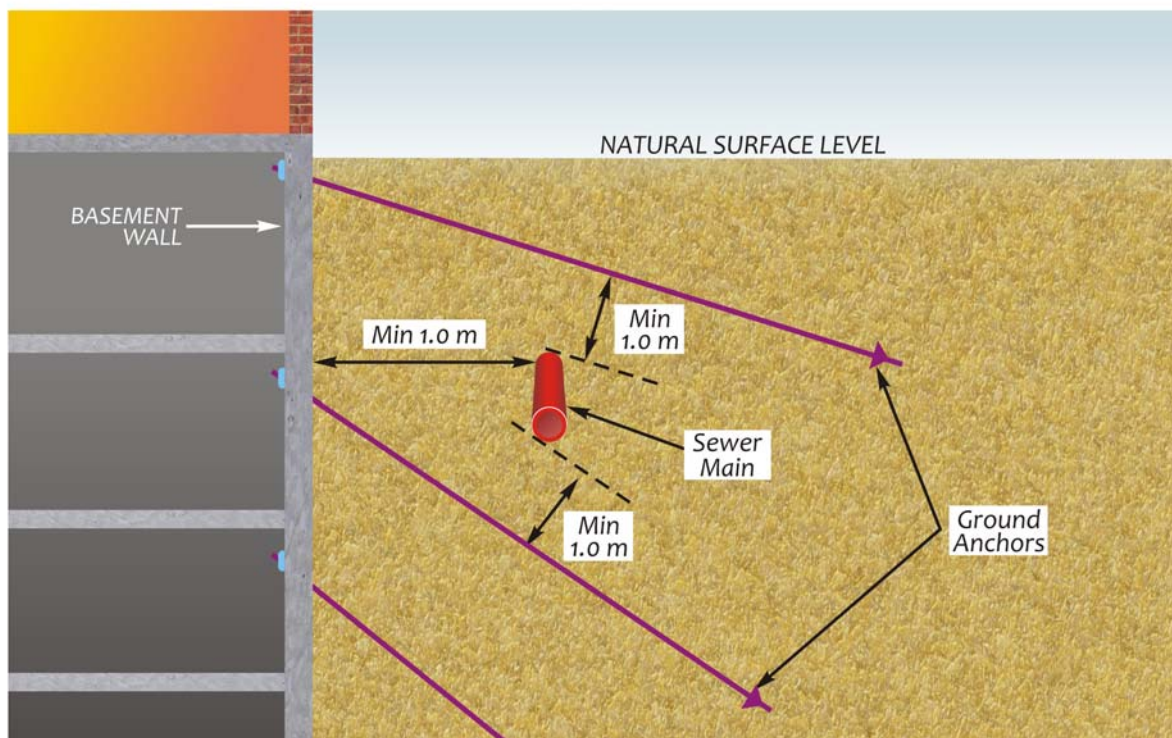 NATURAL SURFACE LEVEL
BASEMENT
WALL
Min 1.0 m
Min
1.0 m
Sewer
Main
Min
1.0 m
Ground
Anchors